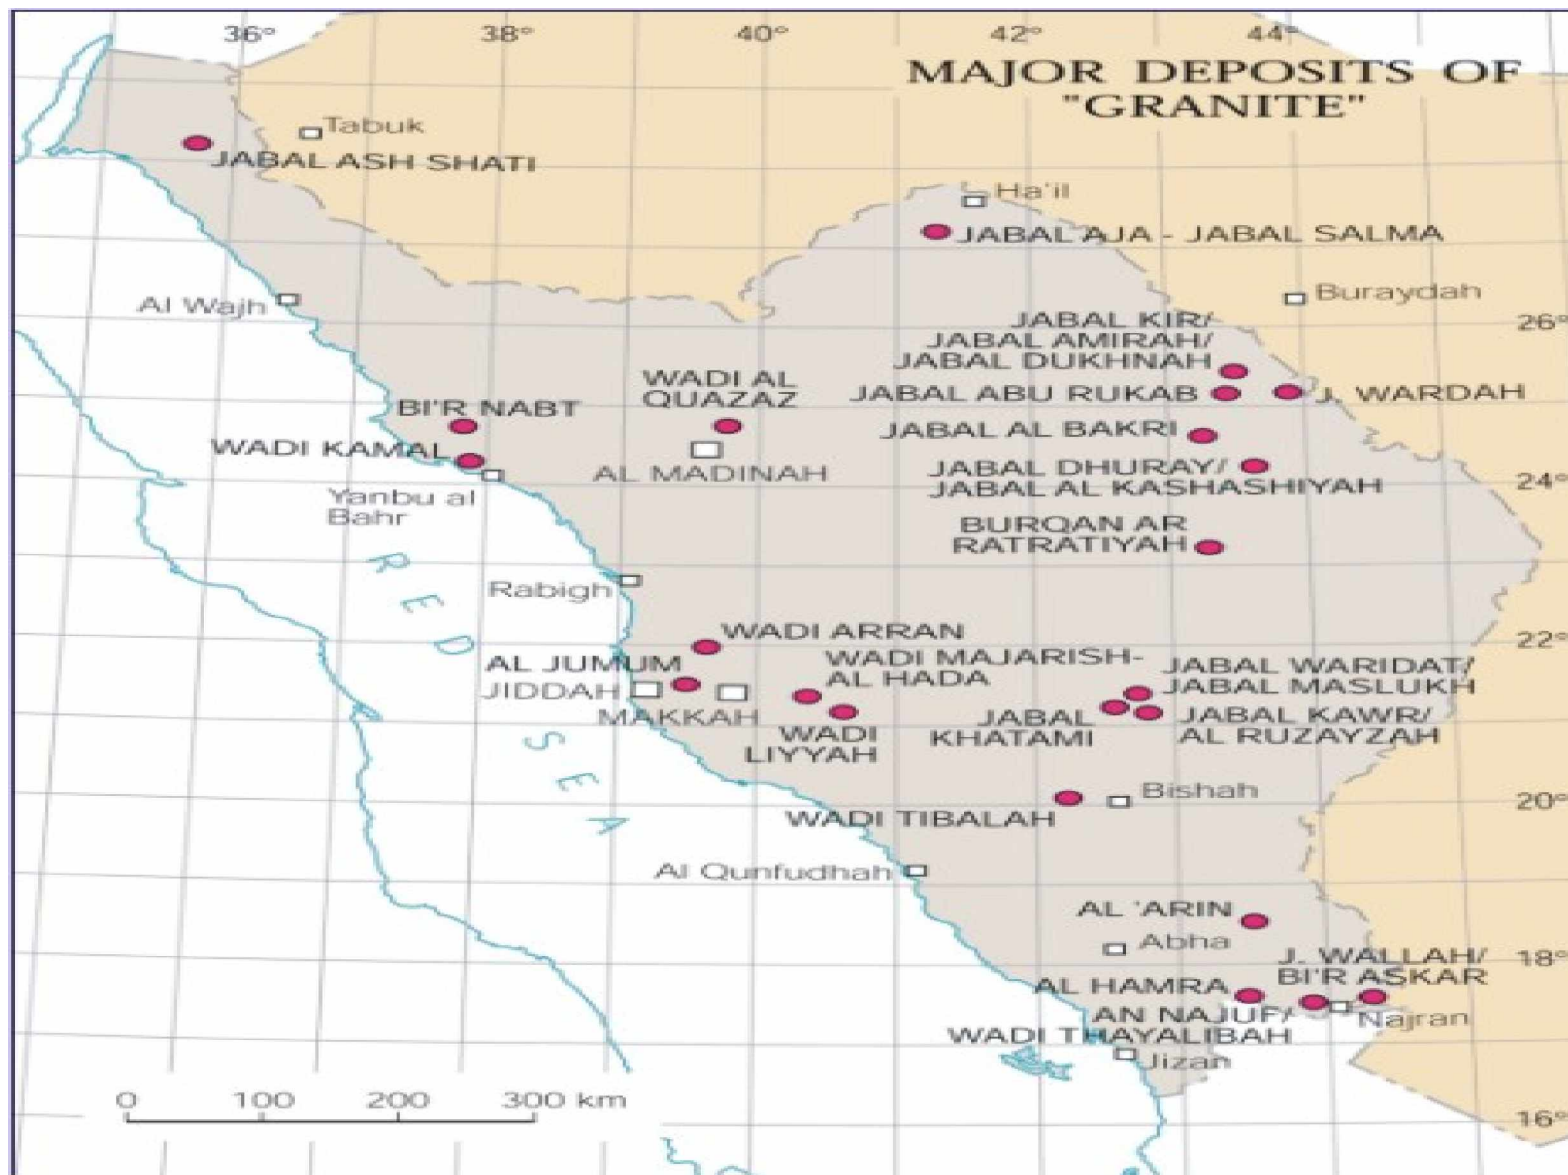 36° 38° 40° 42° 44°
MAJOR DEPOSITS OF
"GRANITE"
Tabuk
JABAL ASH SHATI
Ha'il
JABAL AJA - JABAL SALMA
Al Wajh
Buraydah
26°
JABAL KIR/
JABAL AMIRAH/
JABAL DUKHNAH
WADI AL
QUAZAZ
JABAL ABU RUKAB
J. WARDAH
BI'R NABT
JABAL AL BAKRI
WADI KAMAL
AL MADINAH
JABAL DHURAY/
JABAL AL KASHASHIYAH
24°
Yanbu al
Bahr
BURQAN AR
RATRATIYAH
RED SEA
Rabigh
WADI ARRAN
22°
AL JUMUM
WADI MAJARISH-
AL HADA
JABAL WARIDAT/
JABAL MASLUKH
JIDDAH
MAKKAH
WADI
LIYYAH
JABAL
KHATAMI
JABAL KAWR/
AL RUZAYZAH
Bishah
20°
WADI TIBALAH
Al Qunfudhah
AL 'ARIN
Abha
J. WALLAH/
BI'R ASKAR
18°
AL HAMRA
AN NAJUF/
WADI THAYALIBAH
Najran
Jizan
0 100 200 300 km
16°